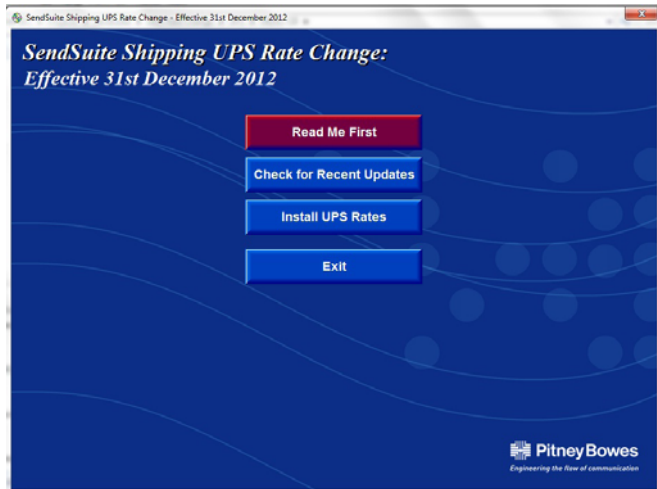 SendSuite Shipping UPS Rate Change - Effective 31st December 2012
SendSuite Shipping UPS Rate Change:
Effective 31st December 2012
Read Me First
Check for Recent Updates
Install UPS Rates
Exit
Pitney Bowes
Engineering the flow of communication